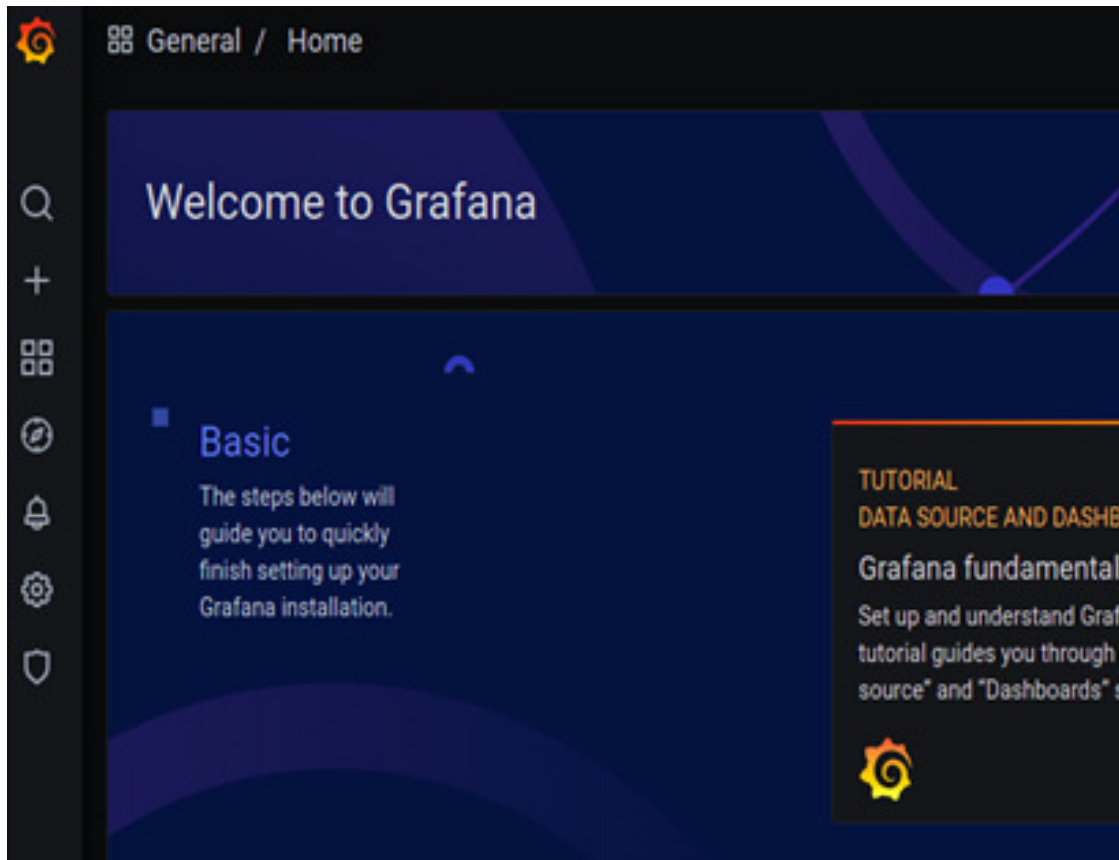 General / Home
Welcome to Grafana
Basic
The steps below will
guide you to quickly
finish setting up your
Grafana installation.
TUTORIAL
DATA SOURCE AND DASHB
Grafana fundamental
Set up and understand Graf
tutorial guides you through
source” and “Dashboards” s